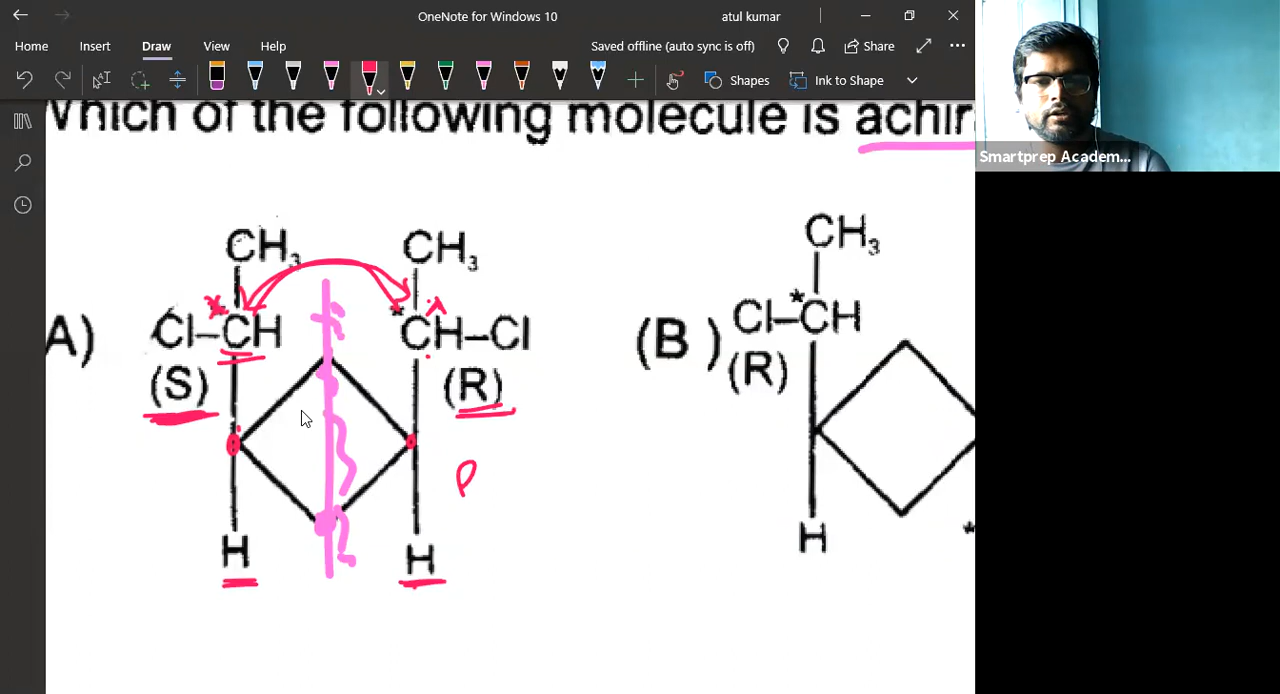 OneNote for Windows 10
atul kumar
Home Insert Draw View Help
Saved offline (auto sync is off)
Share
Shapes
Ink to Shape
Which of the following molecule is achir
Smartprep Academ...
A)
CH3
Cl–CH
*
(S)
H
CH3
*
CH–Cl
(R)
P
H
(B)
CH3
*
Cl–CH
(R)
H
*